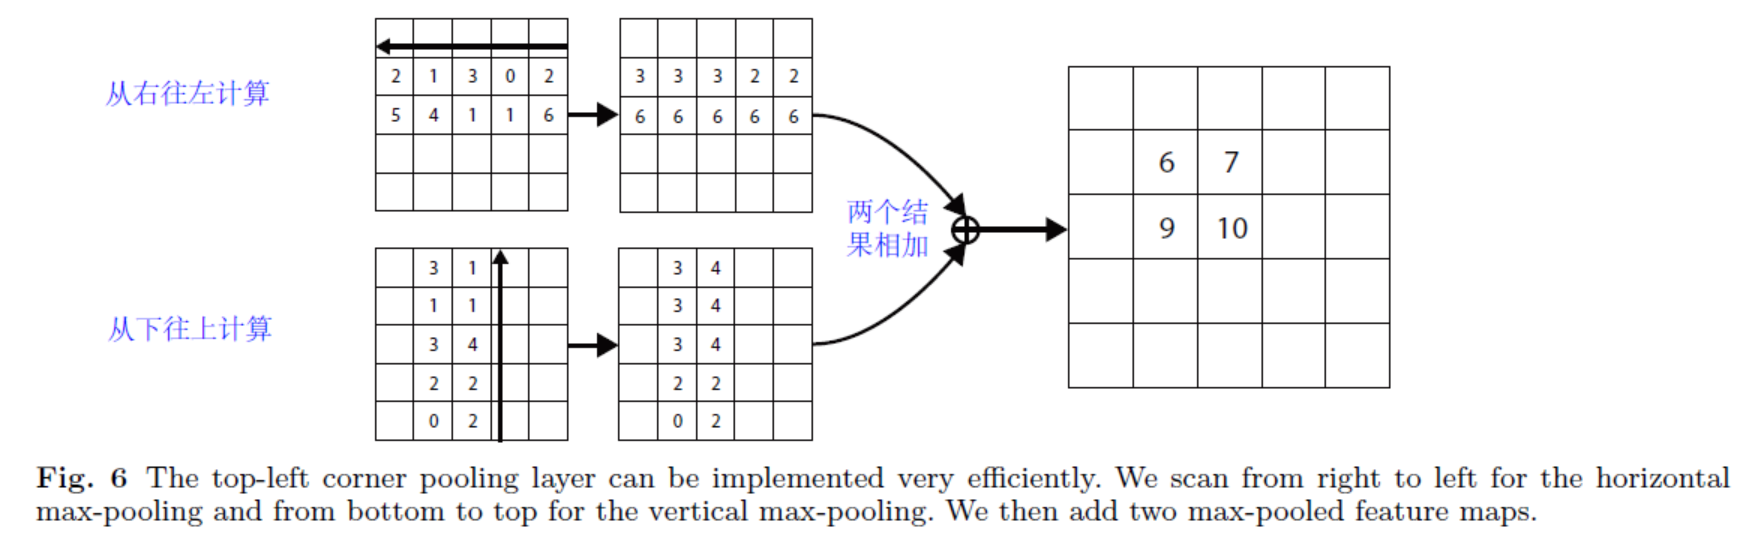 从右往左计算
2 1 3 0 2
5 4 1 1 6
3 3 3 2 2
6 6 6 6 6
从下往上计算
3 1
1 1
3 4
2 2
0 2
3 4
3 4
3 4
2 2
0 2
两个结
果相加
6 7
9 10
Fig. 6 The top-left corner pooling layer can be implemented very efficiently. We scan from right to left for the horizontal
max-pooling and from bottom to top for the vertical max-pooling. We then add two max-pooled feature maps.